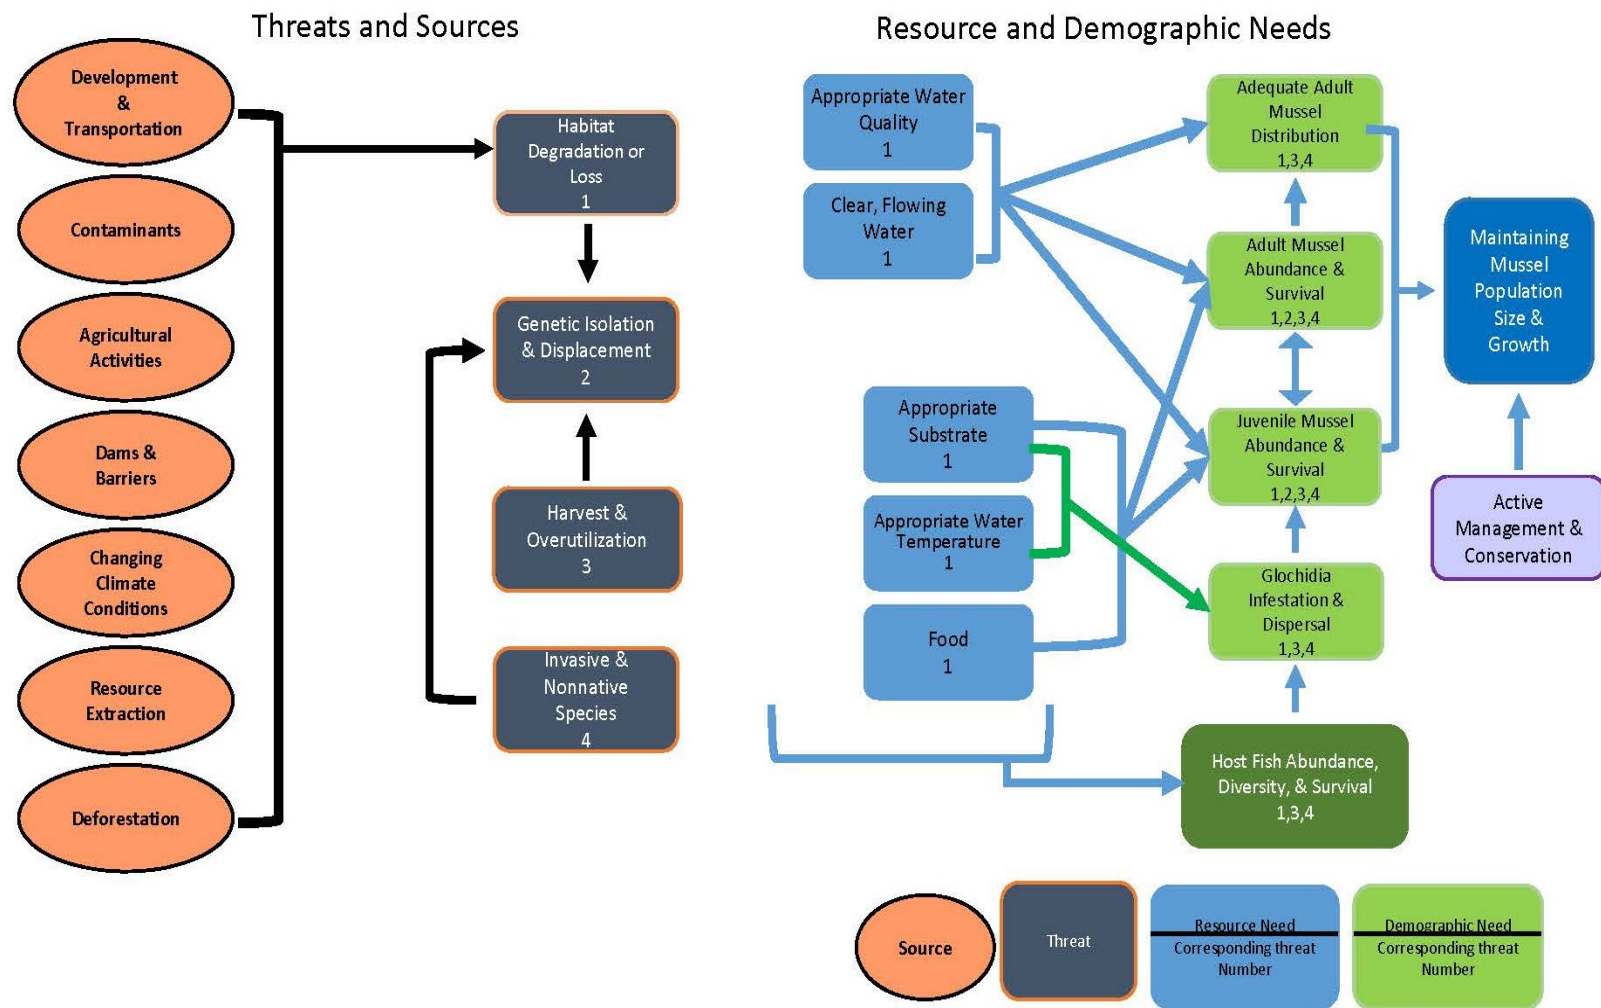 Threats and Sources
Development
&
Transportation
Contaminants
Agricultural
Activities
Dams &
Barriers
Changing
Climate
Conditions
Resource
Extraction
Deforestation
Habitat
Degradation or
Loss
1
Genetic Isolation
& Displacement
2
Harvest &
Overutilization
3
Invasive &
Nonnative
Species
4
Resource and Demographic Needs
Appropriate Water
Quality
1
Clear, Flowing
Water
1
Appropriate
Substrate
1
Appropriate Water
Temperature
1
Food
1
Adequate Adult
Mussel
Distribution
1,3,4
Adult Mussel
Abundance &
Survival
1,2,3,4
Juvenile Mussel
Abundance &
Survival
1,2,3,4
Glochidia
Infestation &
Dispersal
1,3,4
Host Fish Abundance,
Diversity, & Survival
1,3,4
Maintaining
Mussel
Population
Size &
Growth
Active
Management &
Conservation
Source
Threat
Resource Need
Corresponding threat
Number
Demographic Need
Corresponding threat
Number